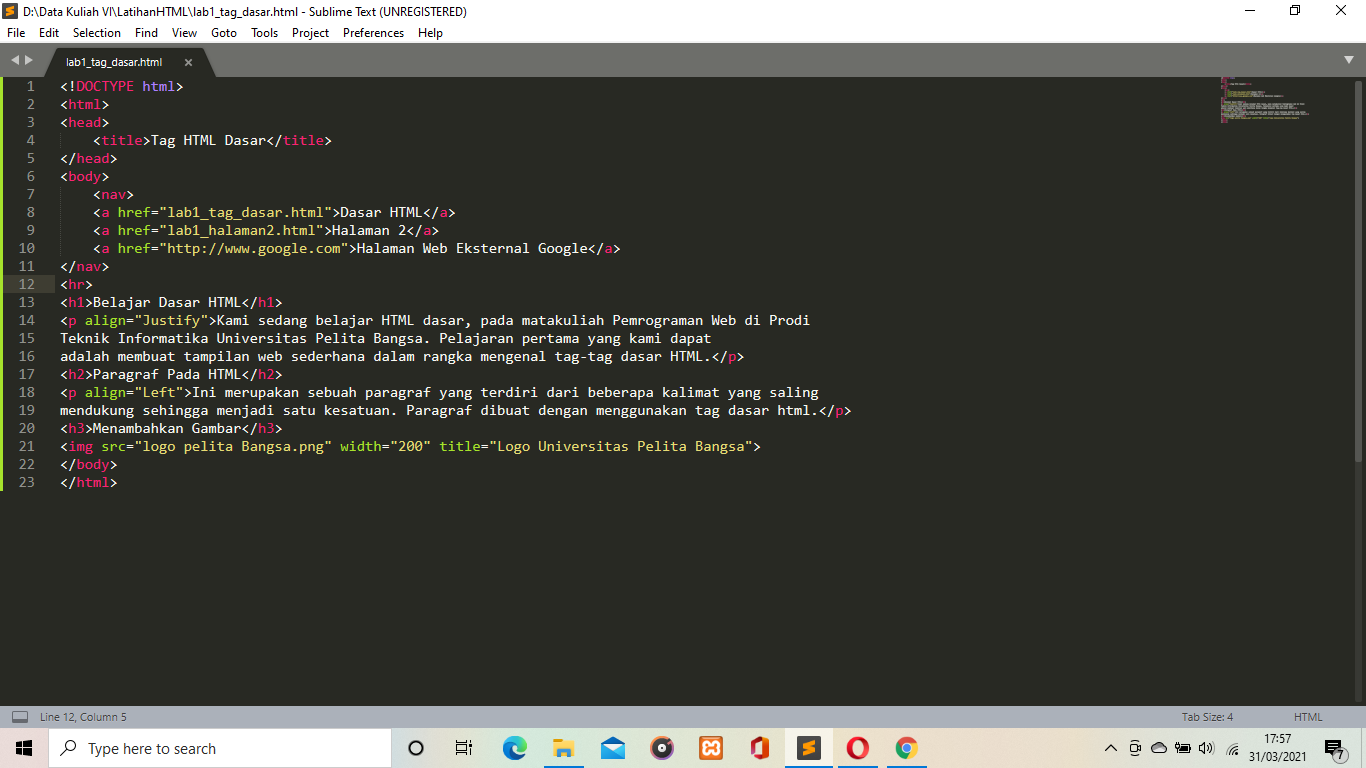 D:\Data Kuliah VI\LatihanHTML\lab1_tag_dasar.html - Sublime Text (UNREGISTERED)
File Edit Selection Find View Goto Tools Project Preferences Help
lab1_tag_dasar.html
1 <!DOCTYPE html>
2 <html>
3 <head>
4 <title>Tag HTML Dasar</title>
5 </head>
6 <body>
7 <nav>
8 <a href="lab1_tag_dasar.html">Dasar HTML</a>
9 <a href="lab1_halaman2.html">Halaman 2</a>
10 <a href="http://www.google.com">Halaman Web Eksternal Google</a>
11 </nav>
12 <hr>
13 <h1>Belajar Dasar HTML</h1>
14 <p align="Justify">Kami sedang belajar HTML dasar, pada matakuliah Pemrograman Web di Prodi
15 Teknik Informatika Universitas Pelita Bangsa. Pelajaran pertama yang kami dapat
16 adalah membuat tampilan web sederhana dalam rangka mengenal tag-tag dasar HTML.</p>
17 <h2>Paragraf Pada HTML</h2>
18 <p align="Left">Ini merupakan sebuah paragraf yang terdiri dari beberapa kalimat yang saling
19 mendukung sehingga menjadi satu kesatuan. Paragraf dibuat dengan menggunakan tag dasar html.</p>
20 <h3>Menambahkan Gambar</h3>
21 <img src="logo pelita Bangsa.png" width="200" title="Logo Universitas Pelita Bangsa">
22 </body>
23 </html>
Line 12, Column 5 Tab Size: 4 HTML
Type here to search
17:57
31/03/2021
7